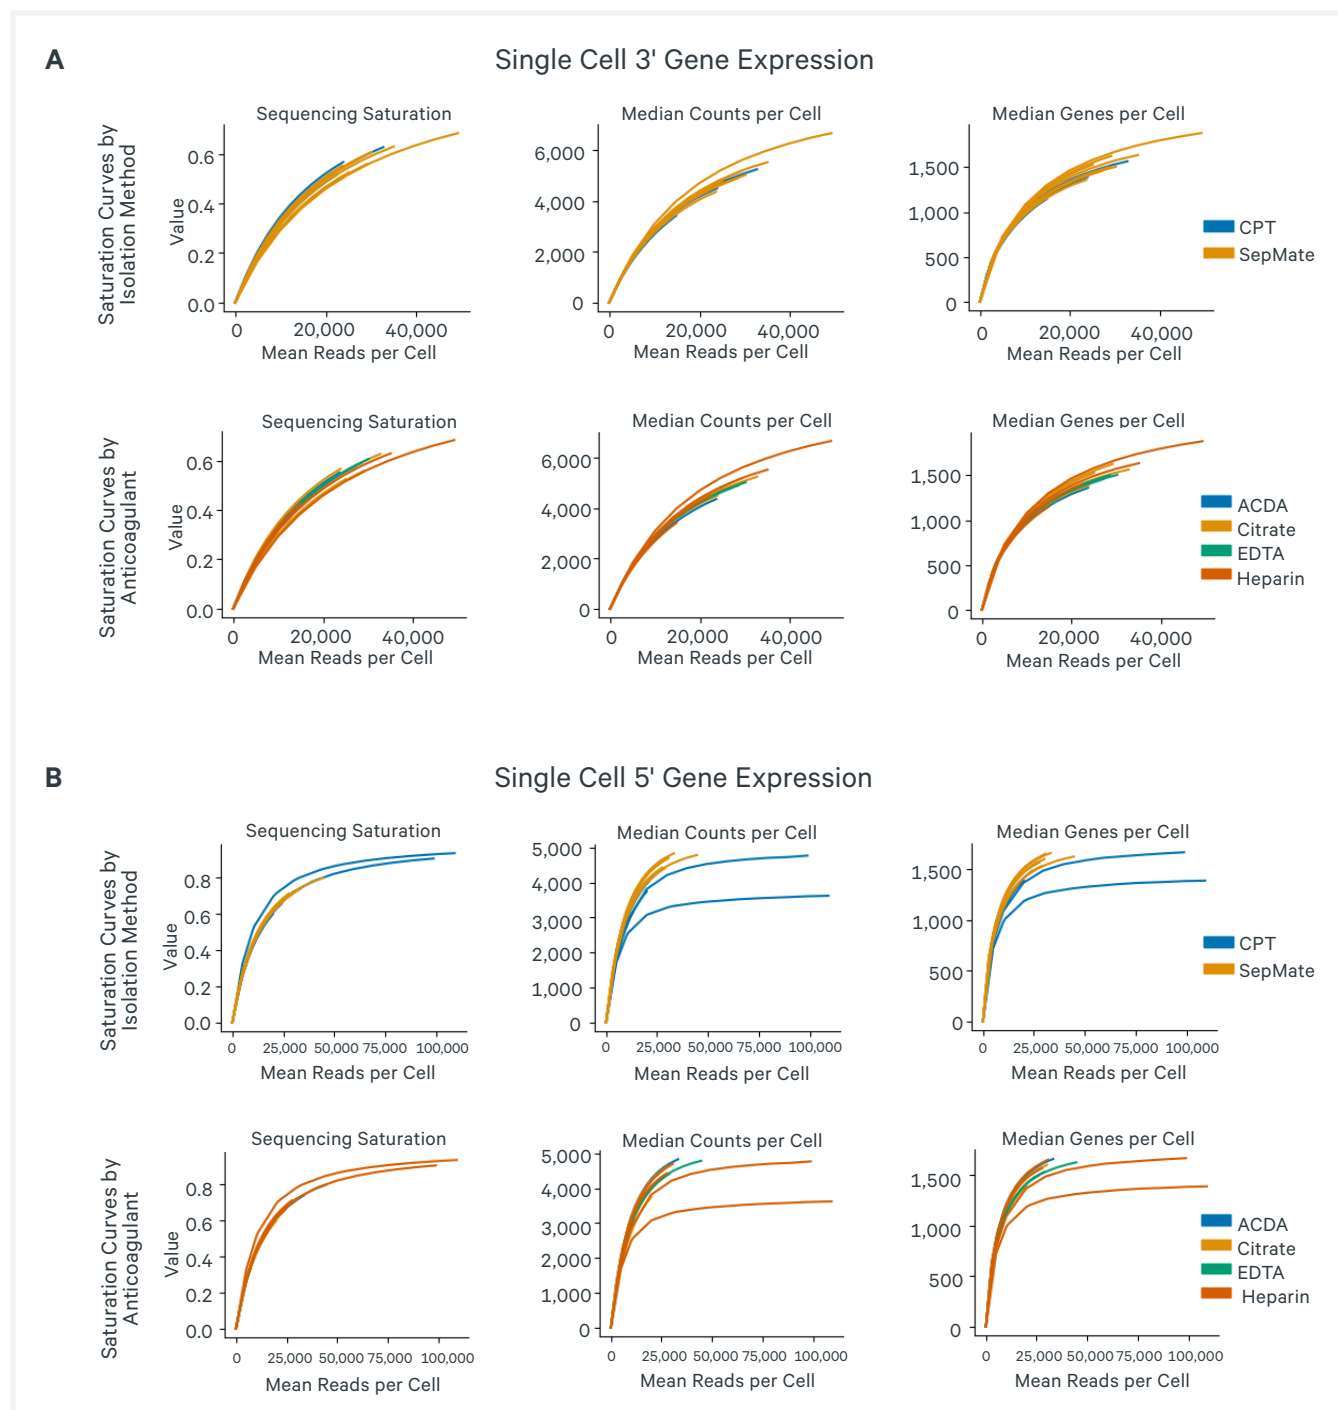 A
Single Cell 3' Gene Expression
Saturation Curves by
Isolation Method
Sequencing Saturation
Value
0.6
0.4
0.2
0.0
0
20,000
40,000
Mean Reads per Cell
Median Counts per Cell
6,000
4,000
2,000
0
0
20,000
40,000
Mean Reads per Cell
Median Genes per Cell
1,500
1,000
500
0
0
20,000
40,000
Mean Reads per Cell
CPT
SepMate
Saturation Curves by
Anticoagulant
Sequencing Saturation
Value
0.6
0.4
0.2
0.0
0
20,000
40,000
Mean Reads per Cell
Median Counts per Cell
6,000
4,000
2,000
0
0
20,000
40,000
Mean Reads per Cell
Median Genes per Cell
1,500
1,000
500
0
0
20,000
40,000
Mean Reads per Cell
ACDA
Citrate
EDTA
Heparin
B
Single Cell 5' Gene Expression
Saturation Curves by
Isolation Method
Sequencing Saturation
Value
0.8
0.6
0.4
0.2
0.0
0
25,000
50,000
75,000
100,000
Mean Reads per Cell
Median Counts per Cell
5,000
4,000
3,000
2,000
1,000
0
0
25,000
50,000
75,000
100,000
Mean Reads per Cell
Median Genes per Cell
1,500
1,000
500
0
0
25,000
50,000
75,000
100,000
Mean Reads per Cell
CPT
SepMate
Saturation Curves by
Anticoagulant
Sequencing Saturation
Value
0.8
0.6
0.4
0.2
0.0
0
25,000
50,000
75,000
100,000
Mean Reads per Cell
Median Counts per Cell
5,000
4,000
3,000
2,000
1,000
0
0
25,000
50,000
75,000
100,000
Mean Reads per Cell
Median Genes per Cell
1,500
1,000
500
0
0
25,000
50,000
75,000
100,000
Mean Reads per Cell
ACDA
Citrate
EDTA
Heparin